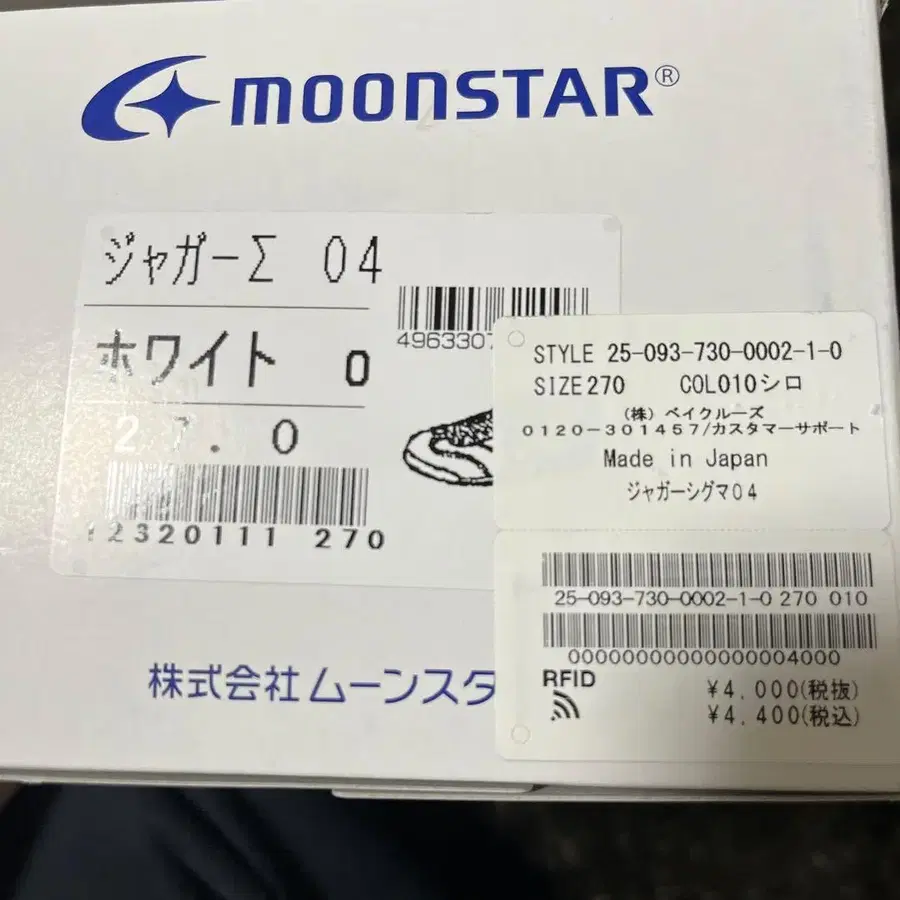 MOONSTAR®
ジャガーΣ 04
ホワイト 0
27.0
12320111 270
496330
STYLE 25-093-730-0002-1-0
SIZE270 COL010シロ
(株) ベイクルーズ
0120-301457/カスタマーサポート
Made in Japan
ジャガーシグマ04
25-093-730-0002-1-0 270 010
00000000000000004000
RFID
¥4,000(税抜)
¥4,400(税込)
株式会社ムーンスタ